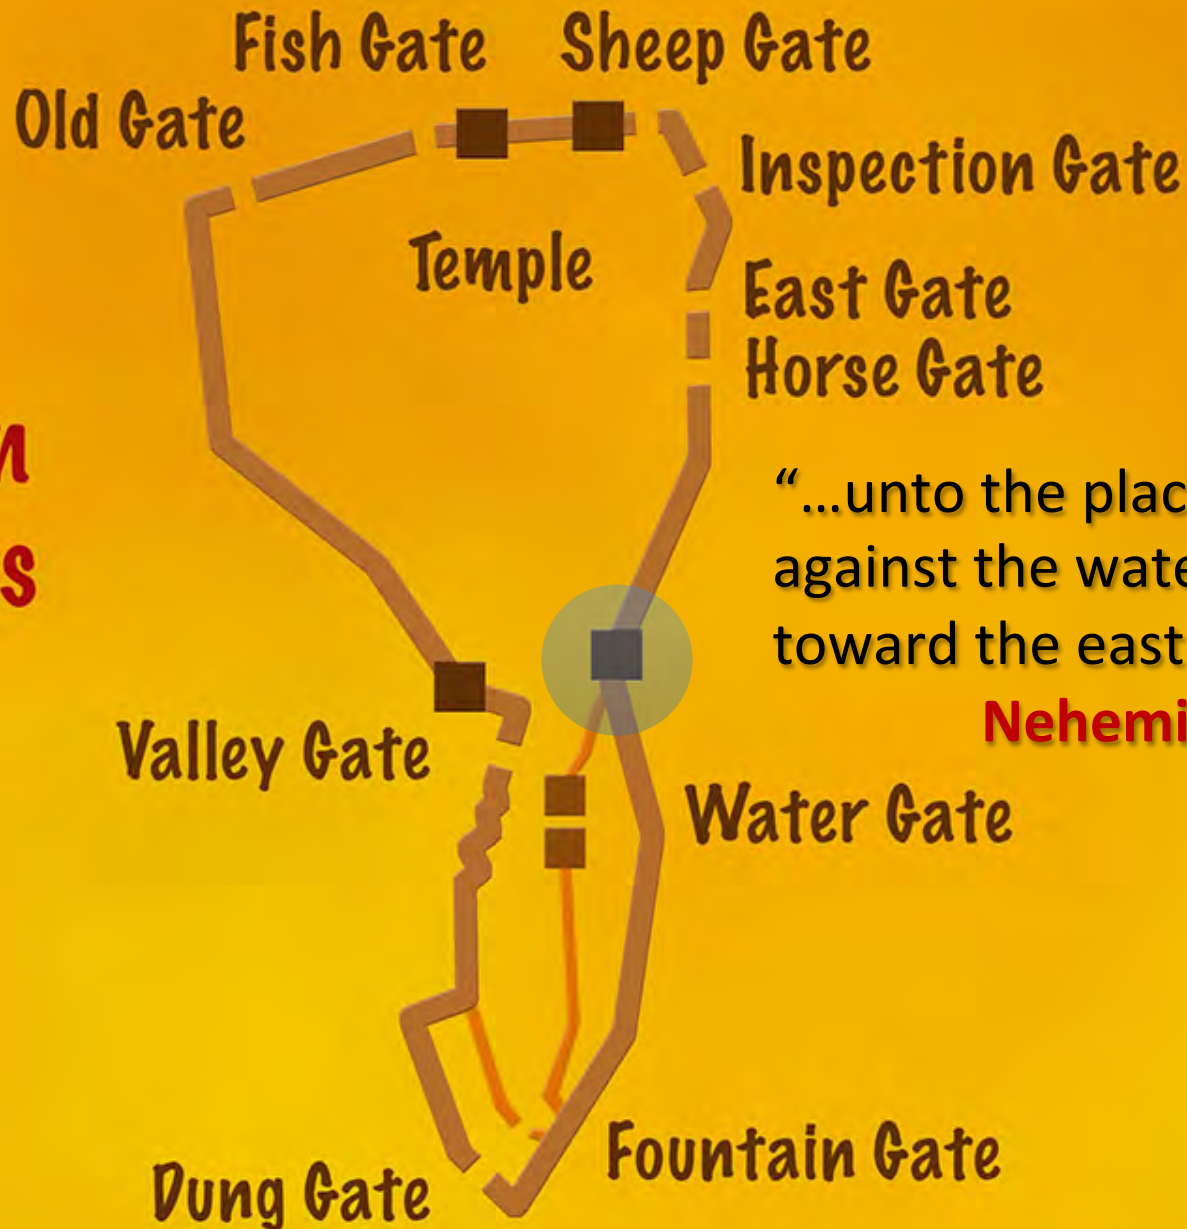 Fish Gate Sheep Gate
Old Gate
Inspection Gate
Temple
East Gate
Horse Gate
“...unto the plac
against the wate
toward the east
Nehemi
Valley Gate
Water Gate
Fountain Gate
Dung Gate